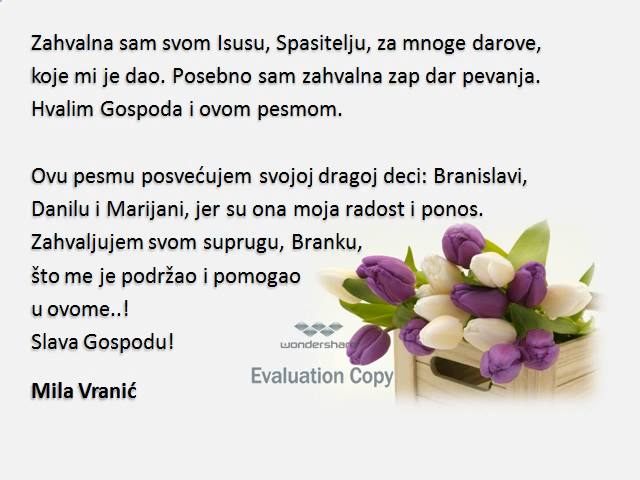 Zahvalna sam svom Isusu, Spasitelju, za mnoge darove,
koje mi je dao. Posebno sam zahvalna zap dar pevanja.
Hvalim Gospoda i ovom pesmom.
Ovu pesmu posvećujem svojoj dragoj deci: Branislavi,
Danilu i Marijani, jer su ona moja radost i ponos.
Zahvaljujem svom suprugu, Branku,
što me je podržao i pomogao
u ovome..!
Slava Gospodu!
wondershare
Evaluation Copy
Mila Vranić